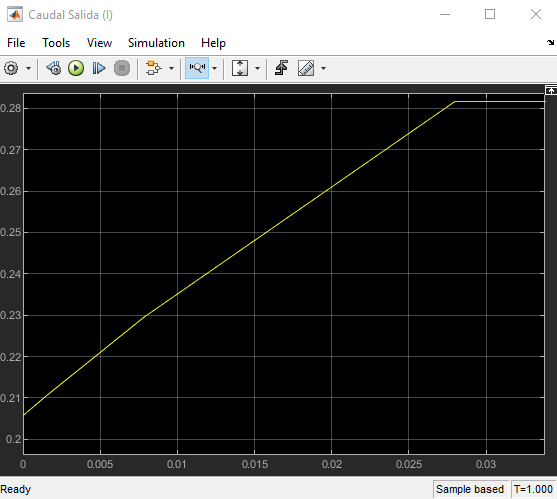 Caudal Salida (l)
File Tools View Simulation Help
0.28
0.27
0.26
0.25
0.24
0.23
0.22
0.21
0.2
0 0.005 0.01 0.015 0.02 0.025 0.03
Ready Sample based T=1.000